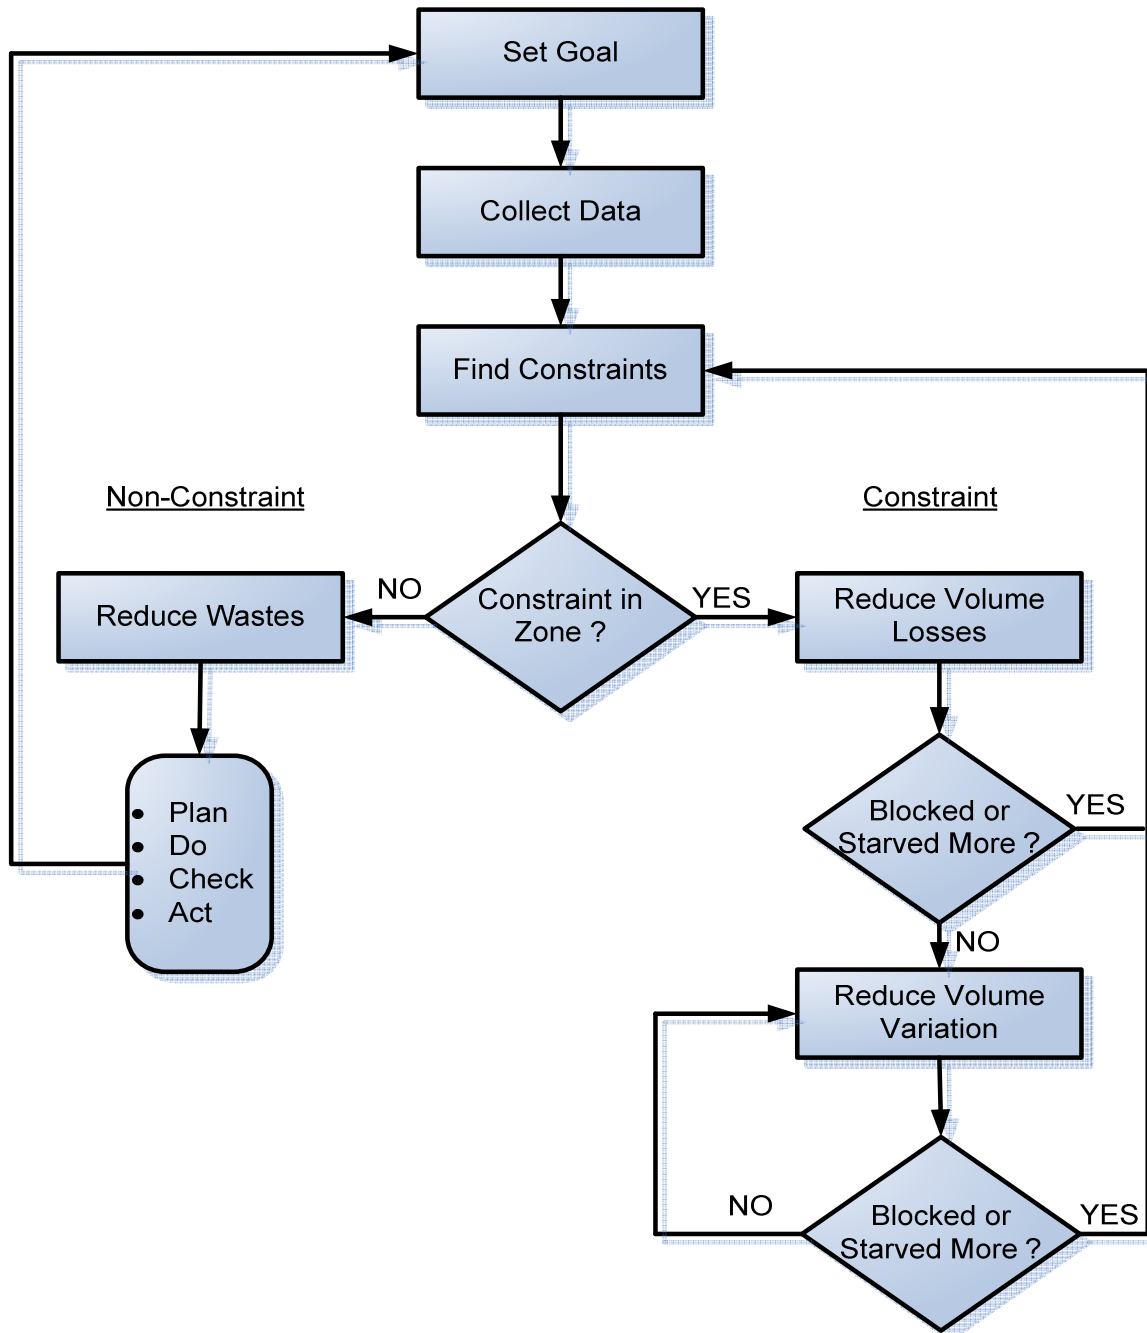 Set Goal
Collect Data
Find Constraints
Non-Constraint
Constraint
NO
Constraint in
Zone ?
YES
Reduce Wastes
Reduce Volume
Losses
• Plan
• Do
• Check
• Act
Blocked or
Starved More ?
YES
NO
Reduce Volume
Variation
NO
Blocked or
Starved More ?
YES